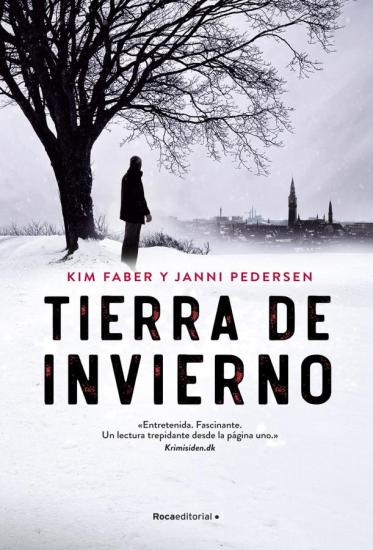 KIM FABER Y JANNI PEDERSEN
TIERRA DE
INVIERNO
«Entretenida. Fascinante.
Un lectura trepidante desde la página uno.»
Krimisiden.dk
Rocaeditorial